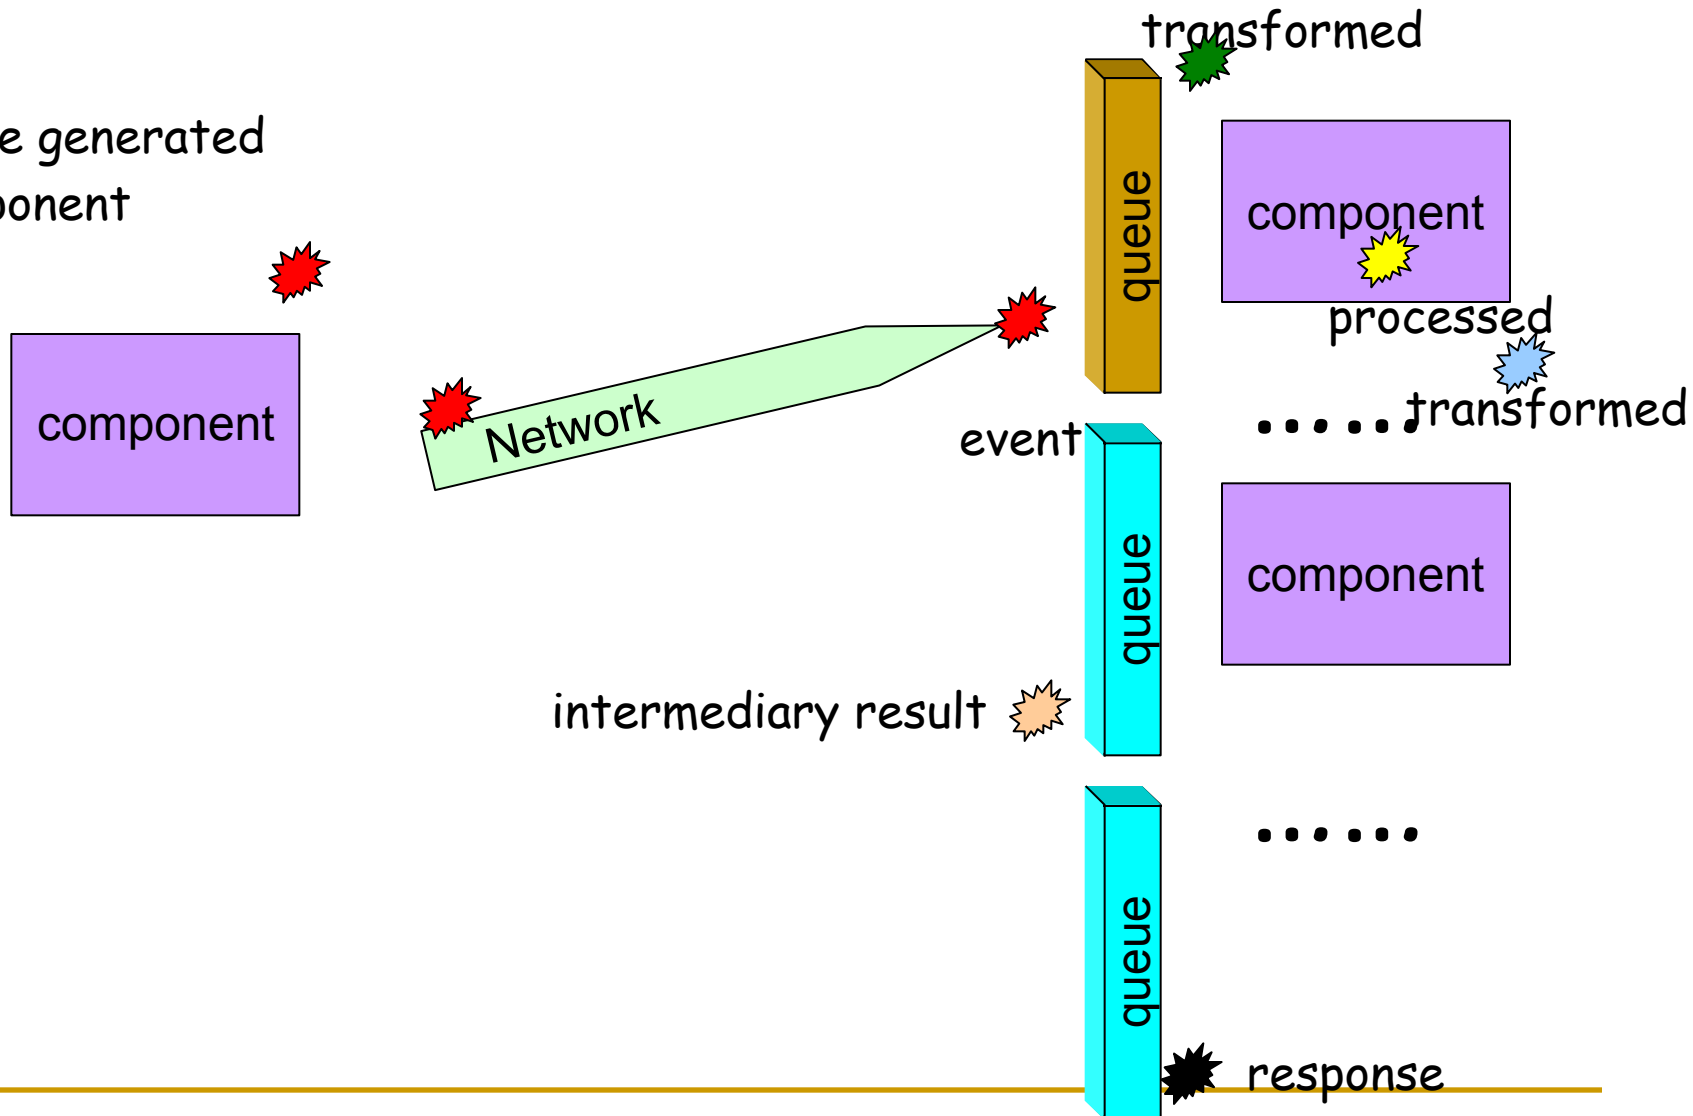 transformed
e generated
ponent
queue
component
processed
component
Network
transformed
......
event
queue
component
intermediary result
......
queue
response